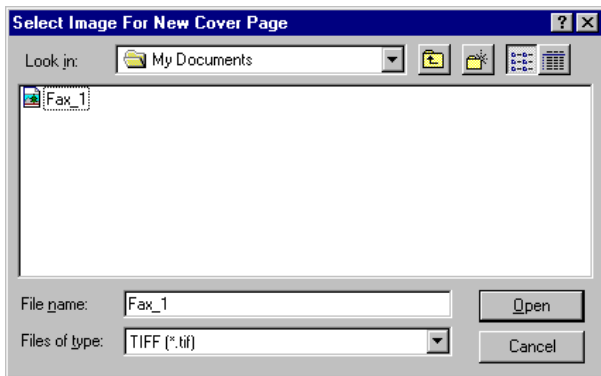 Select Image For New Cover Page
Look in: My Documents
Fax_1
File name: Fax_1 Open
Files of type: TIFF (*.tif) Cancel